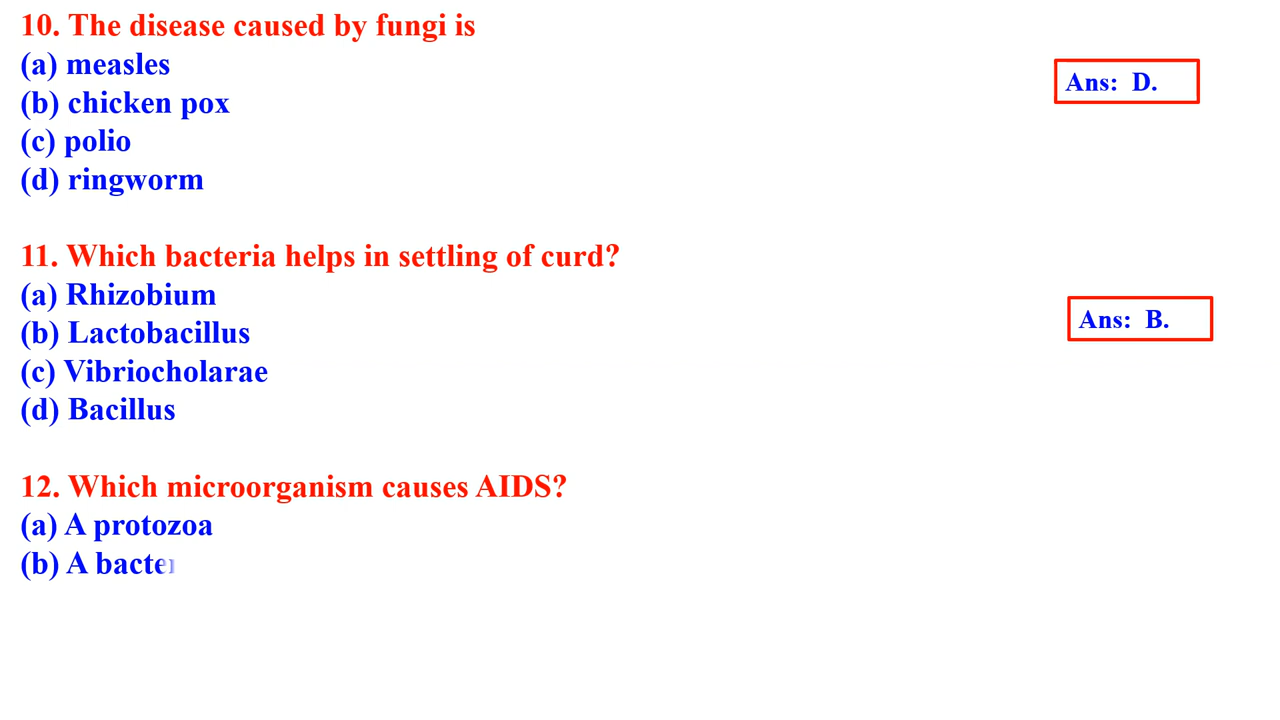 10. The disease caused by fungi is
(a) measles
Ans: D.
(b) chicken pox
(c) polio
(d) ringworm
11. Which bacteria helps in settling of curd?
(a) Rhizobium
Ans: B.
(b) Lactobacillus
(c) Vibriocholarae
(d) Bacillus
12. Which microorganism causes AIDS?
(a) A protozoa
(b) A bacter